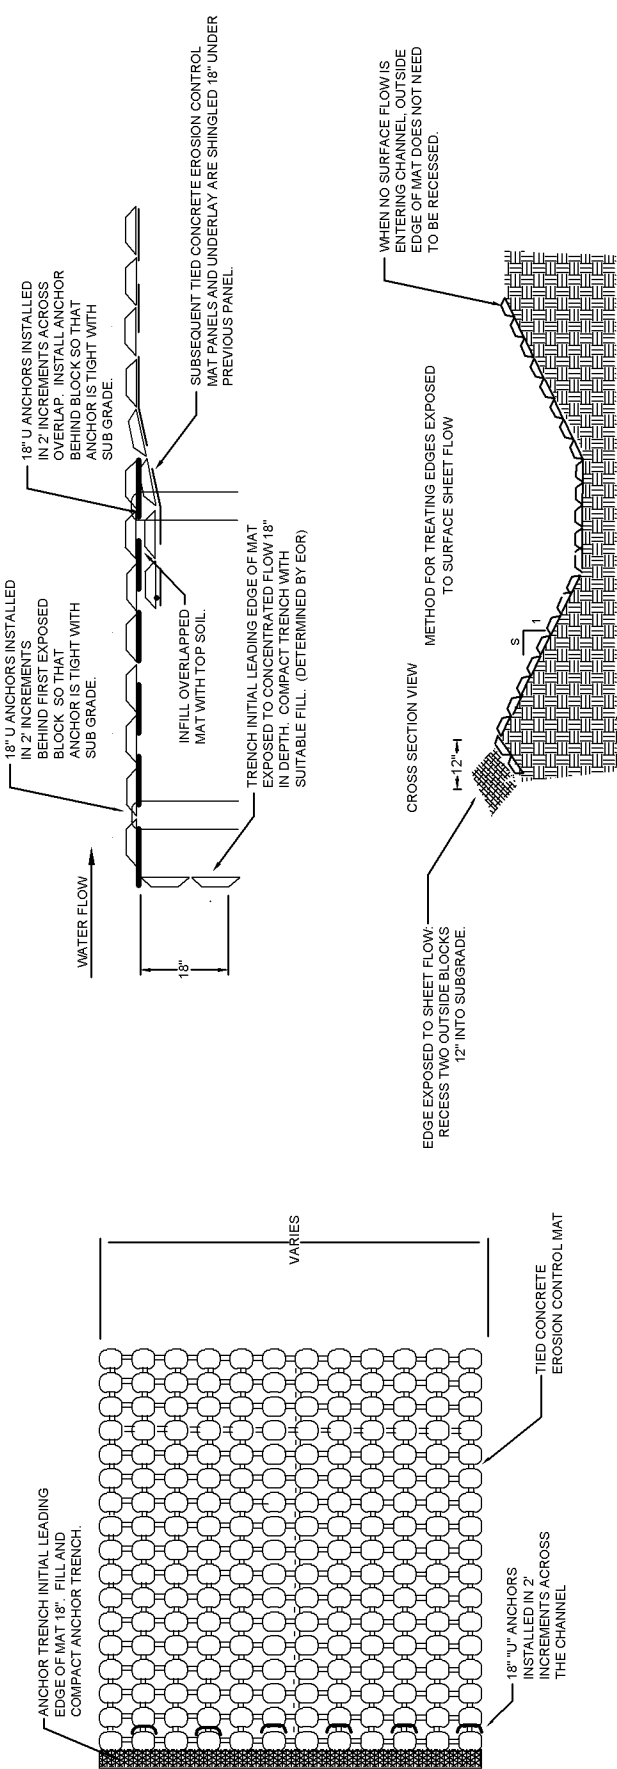 ANCHOR TRENCH INITIAL LEADING
EDGE OF MAT 18". FILL AND
COMPACT ANCHOR TRENCH.
VARIES
18" "U" ANCHORS
INSTALLED IN 2'
INCREMENTS ACROSS
THE CHANNEL
TIED CONCRETE
EROSION CONTROL MAT
18" U ANCHORS INSTALLED
IN 2' INCREMENTS
BEHIND FIRST EXPOSED
BLOCK SO THAT
ANCHOR IS TIGHT WITH
SUB GRADE.
18" U ANCHORS INSTALLED
IN 2' INCREMENTS ACROSS
OVERLAP. INSTALL ANCHOR
BEHIND BLOCK SO THAT
ANCHOR IS TIGHT WITH
SUB GRADE.
WATER FLOW
18"
INFILL OVERLAPPED
MAT WITH TOP SOIL.
SUBSEQUENT TIED CONCRETE EROSION CONTROL
MAT PANELS AND UNDERLAY ARE SHINGLED 18" UNDER
PREVIOUS PANEL.
TRENCH INITIAL LEADING EDGE OF MAT
EXPOSED TO CONCENTRATED FLOW 18"
IN DEPTH. COMPACT TRENCH WITH
SUITABLE FILL. (DETERMINED BY EOR)
CROSS SECTION VIEW
METHOD FOR TREATING EDGES EXPOSED
TO SURFACE SHEET FLOW
WHEN NO SURFACE FLOW IS
ENTERING CHANNEL, OUTSIDE
EDGE OF MAT DOES NOT NEED
TO BE RECESSED.
12"
S
1
EDGE EXPOSED TO SHEET FLOW:
RECESS TWO OUTSIDE BLOCKS
12" INTO SUBGRADE.